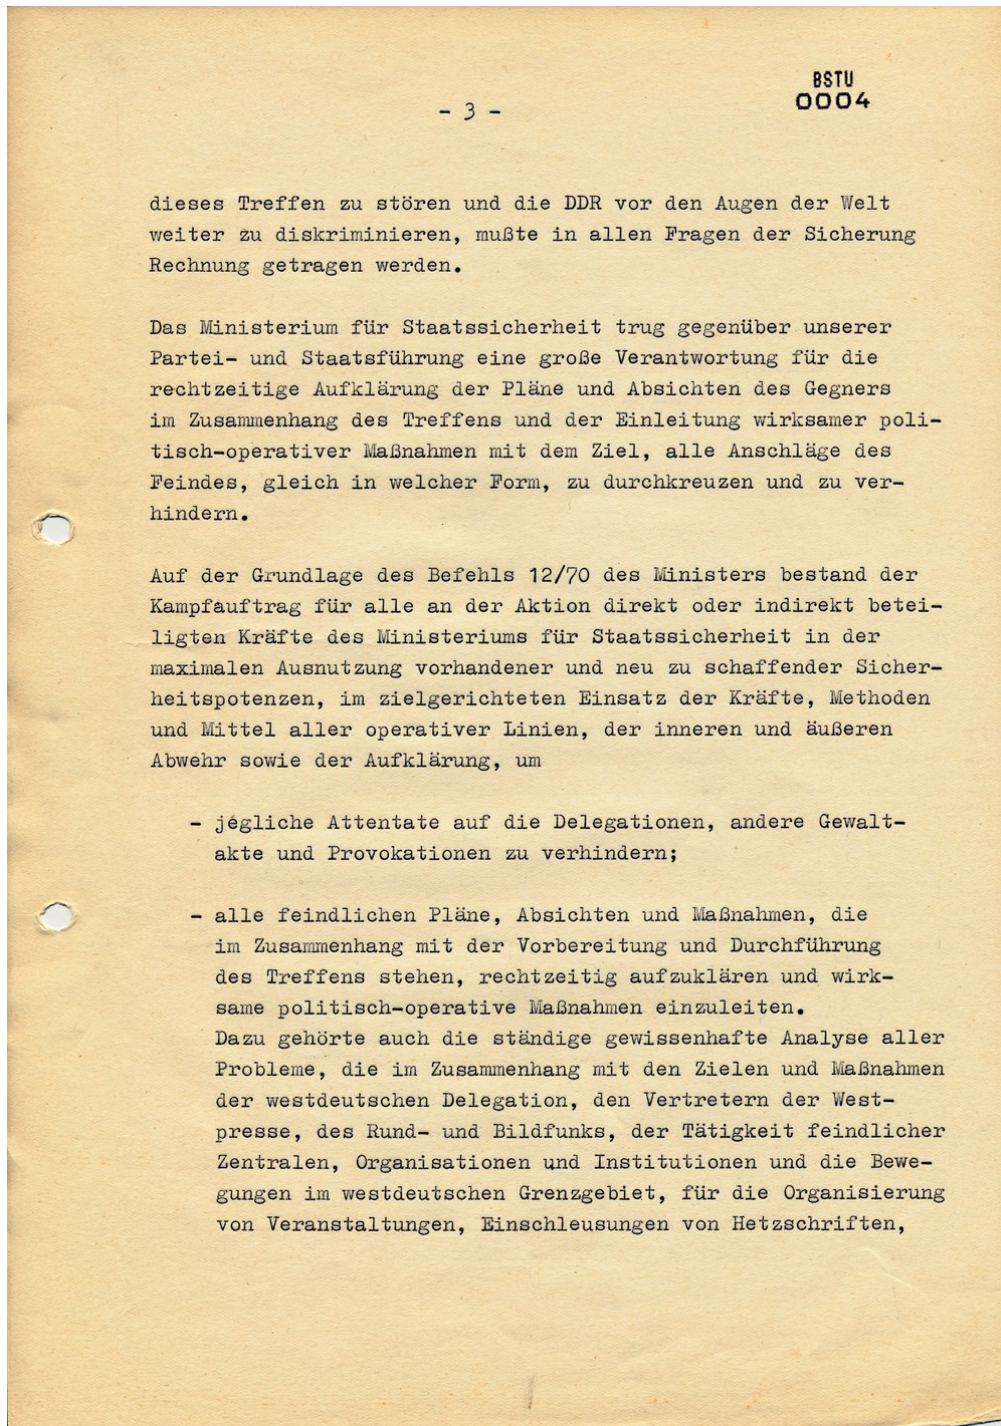 BSTU
0004
- 3 -
dieses Treffen zu stören und die DDR vor den Augen der Welt
weiter zu diskriminieren, mußte in allen Fragen der Sicherung
Rechnung getragen werden.
Das Ministerium für Staatssicherheit trug gegenüber unserer
Partei- und Staatsführung eine große Verantwortung für die
rechtzeitige Aufklärung der Pläne und Absichten des Gegners
im Zusammenhang des Treffens und der Einleitung wirksamer poli-
tisch-operativer Maßnahmen mit dem Ziel, alle Anschläge des
Feindes, gleich in welcher Form, zu durchkreuzen und zu ver-
hindern.
Auf der Grundlage des Befehls 12/70 des Ministers bestand der
Kampfauftrag für alle an der Aktion direkt oder indirekt betei-
ligten Kräfte des Ministeriums für Staatssicherheit in der
maximalen Ausnutzung vorhandener und neu zu schaffender Sicher-
heitspotenzen, im zielgerichteten Einsatz der Kräfte, Methoden
und Mittel aller operativer Linien, der inneren und äußeren
Abwehr sowie der Aufklärung, um
- jegliche Attentate auf die Delegationen, andere Gewalt-
akte und Provokationen zu verhindern;
- alle feindlichen Pläne, Absichten und Maßnahmen, die
im Zusammenhang mit der Vorbereitung und Durchführung
des Treffens stehen, rechtzeitig aufzuklären und wirk-
same politisch-operative Maßnahmen einzuleiten.
Dazu gehörte auch die ständige gewissenhafte Analyse aller
Probleme, die im Zusammenhang mit den Zielen und Maßnahmen
der westdeutschen Delegation, den Vertretern der West-
presse, des Rund- und Bildfunks, der Tätigkeit feindlicher
Zentralen, Organisationen und Institutionen und die Bewe-
gungen im westdeutschen Grenzgebiet, für die Organisierung
von Veranstaltungen, Einschleusungen von Hetzschriften,